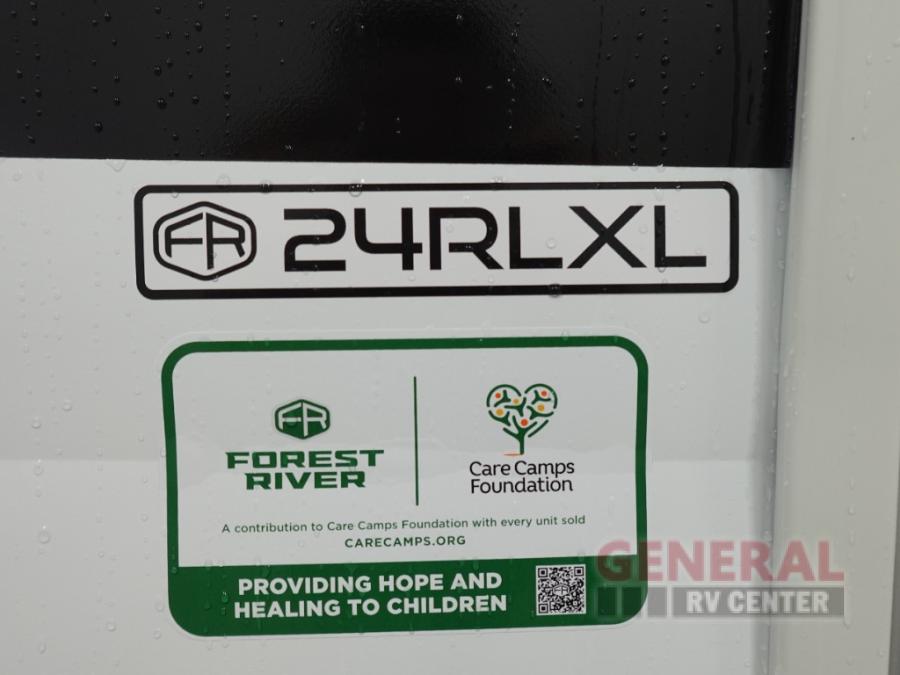 FR 24RLXL
FR
FOREST
RIVER
Care Camps
Foundation
A contribution to Care Camps Foundation with every unit sold
CARECAMPS.ORG
PROVIDING HOPE AND
HEALING TO CHILDREN
GENERAL
RV CENTER